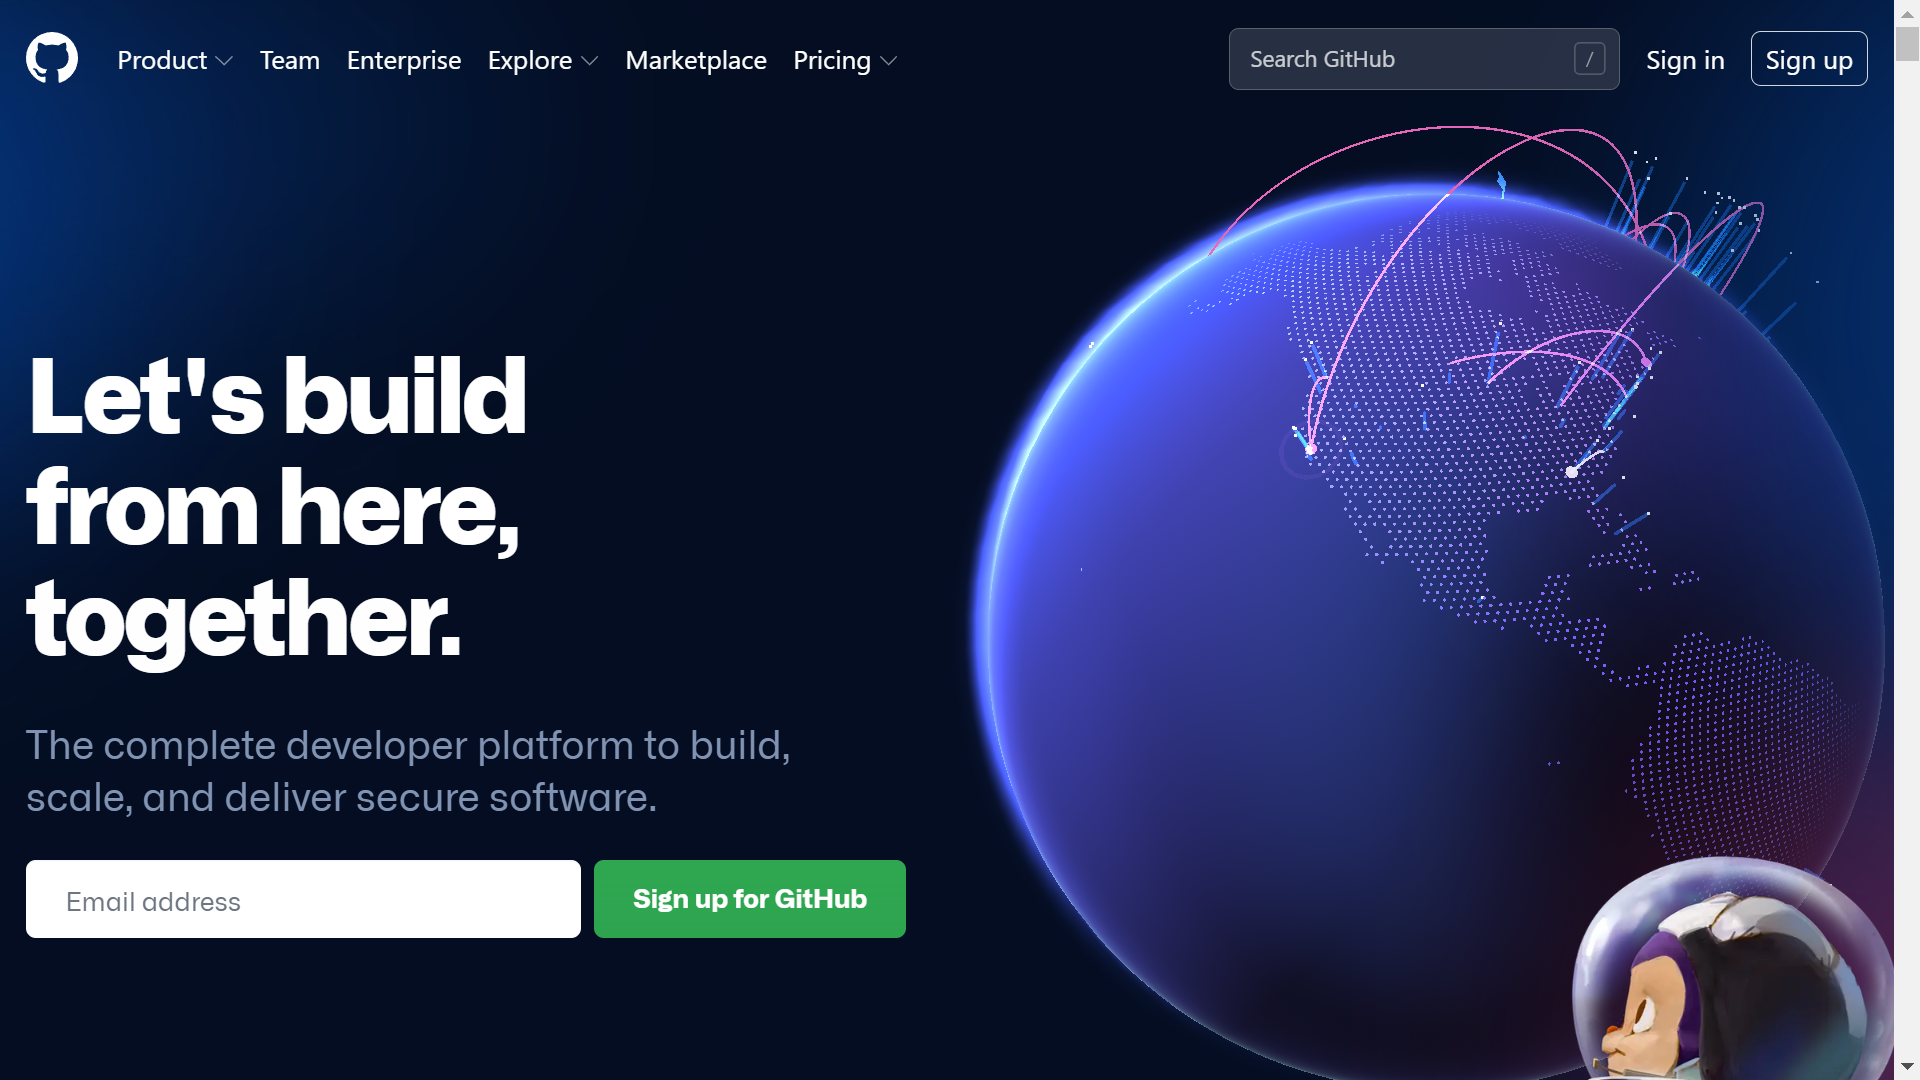 Product Team Enterprise Explore Marketplace Pricing Search GitHub / Sign in Sign up
Let's build
from here,
together.
The complete developer platform to build,
scale, and deliver secure software.
Email address Sign up for GitHub